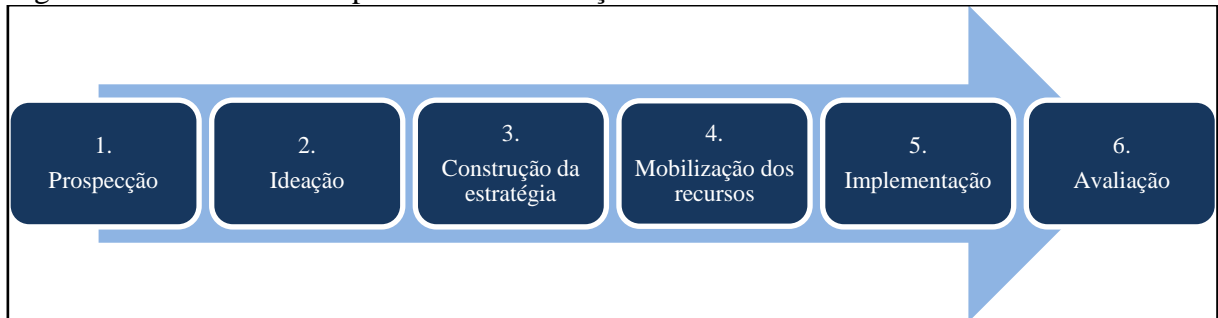 1.
Prospecção
2.
Ideação
3.
Construção da
estratégia
4.
Mobilização dos
recursos
5.
Implementação
6.
Avaliação